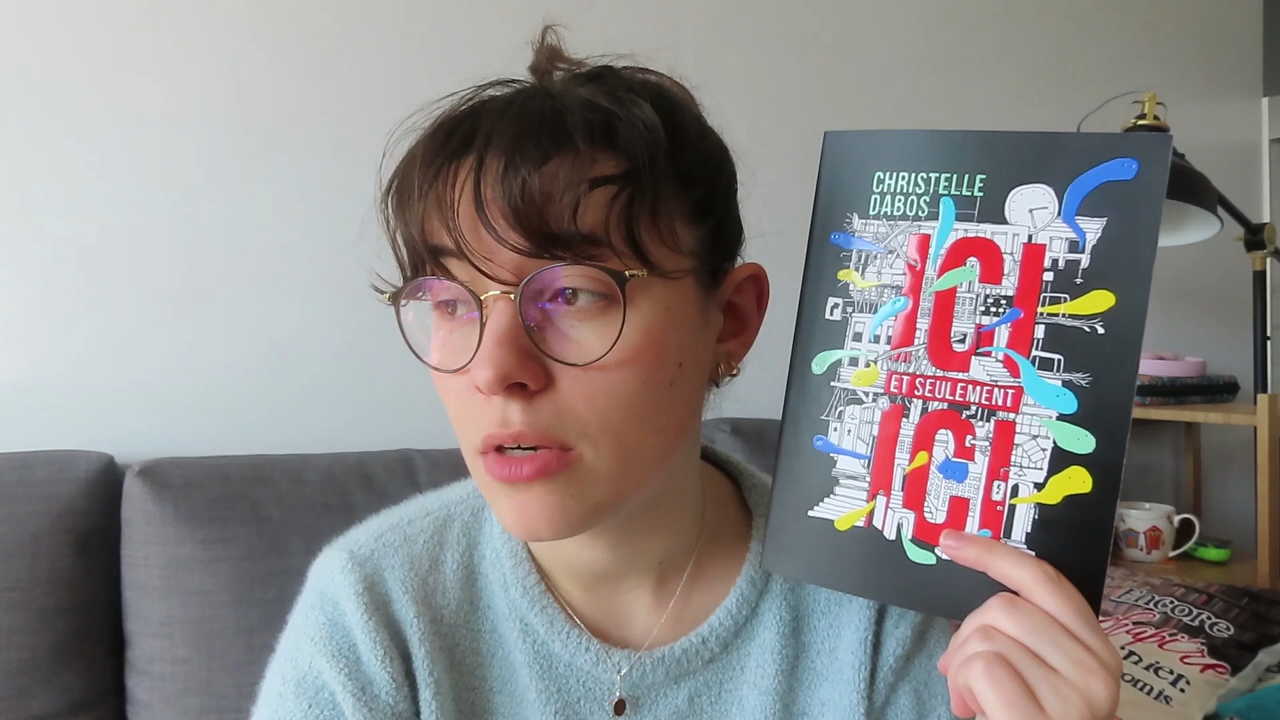 CHRISTELLE
DABOS
ICI
ET SEULEMENT
ICI
Encore